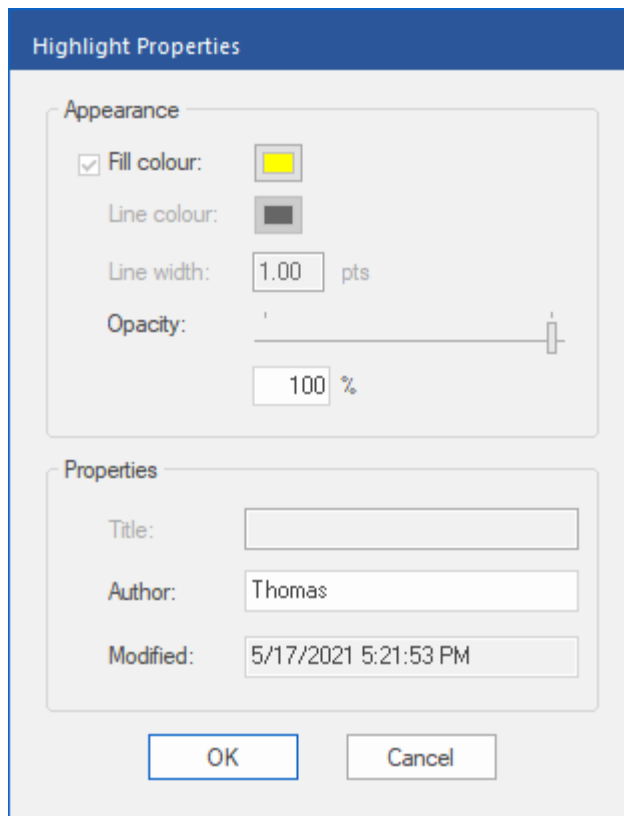 Highlight Properties
Appearance
Fill colour:
Line colour:
Line width: 1.00 pts
Opacity:
100 %
Properties
Title:
Author: Thomas
Modified: 5/17/2021 5:21:53 PM
OK Cancel